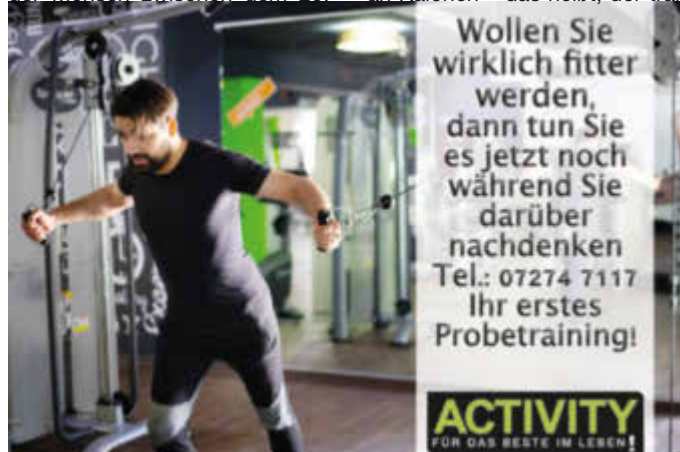 Wollen Sie
wirklich fitter
werden,
dann tun Sie
es jetzt noch
während Sie
darüber
nachdenken
Tel.: 07274 7117
Ihr erstes
Probetraining!
ACTIVITY
FÜR DAS BESTE IM LEBEN!